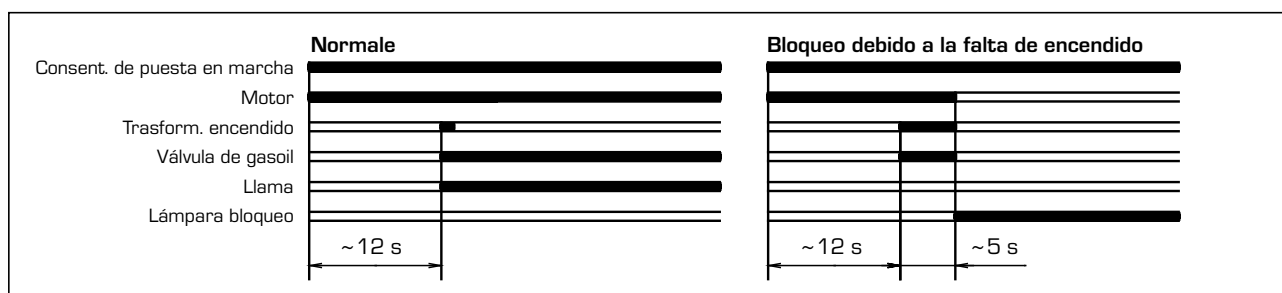 Normale
Bloqueo debido a la falta de encendido
Consent. de puesta en marcha
Motor
Trasform. encendido
Válvula de gasoil
Llama
Lámpara bloqueo
~12 s
~12 s
~5 s